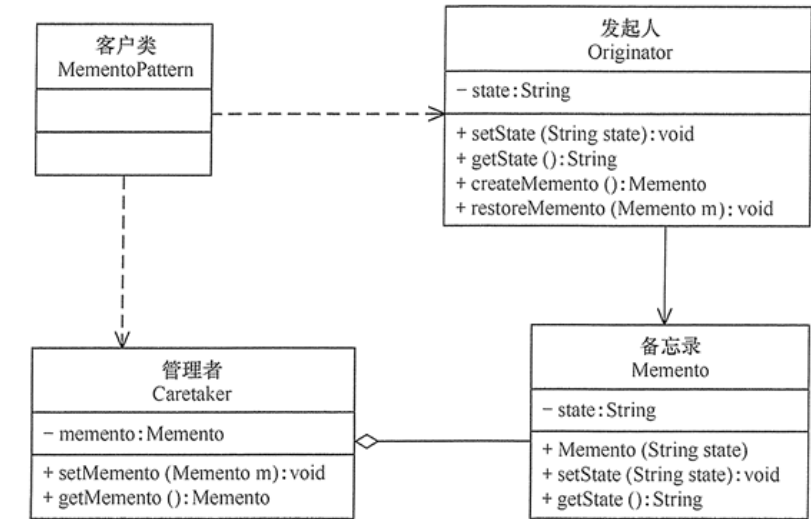 客户类
MementoPattern
发起人
Originator
− state:String
+ setState (String state):void
+ getState ():String
+ createMemento ():Memento
+ restoreMemento (Memento m):void
管理者
Caretaker
− memento:Memento
+ setMemento (Memento m):void
+ getMemento ():Memento
备忘录
Memento
− state:String
+ Memento (String state)
+ setState (String state):void
+ getState ():String